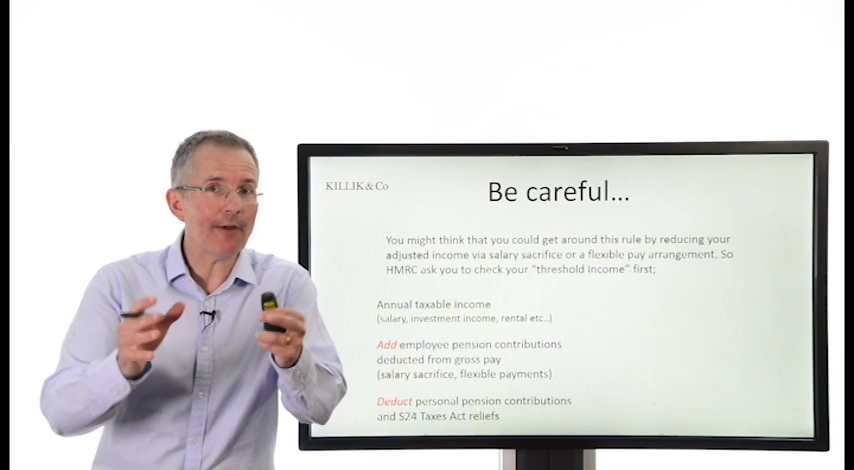 KILLIK & Co
Be careful...
You might think that you could get around this rule by reducing your
adjusted income via salary sacrifice or a flexible pay arrangement. So
HMRC ask you to check your "threshold income" first;
Annual taxable income
(salary, investment income, rental etc..)
Add employee pension contributions
deducted from gross pay
(salary sacrifice, flexible payments)
Deduct personal pension contributions
and S24 Taxes Act reliefs